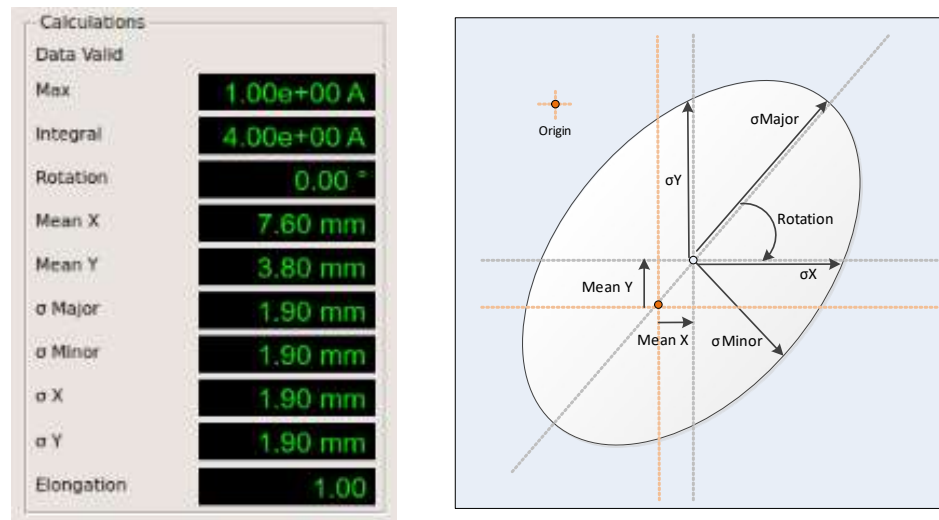 Calculations
Data Valid
Max 1.00e+00 A
Integral 4.00e+00 A
Rotation 0.00 °
Mean X 7.60 mm
Mean Y 3.80 mm
σ Major 1.90 mm
σ Minor 1.90 mm
σ X 1.90 mm
σ Y 1.90 mm
Elongation 1.00
Origin
σMajor
σY
Rotation
σX
Mean Y
Mean X
σMinor